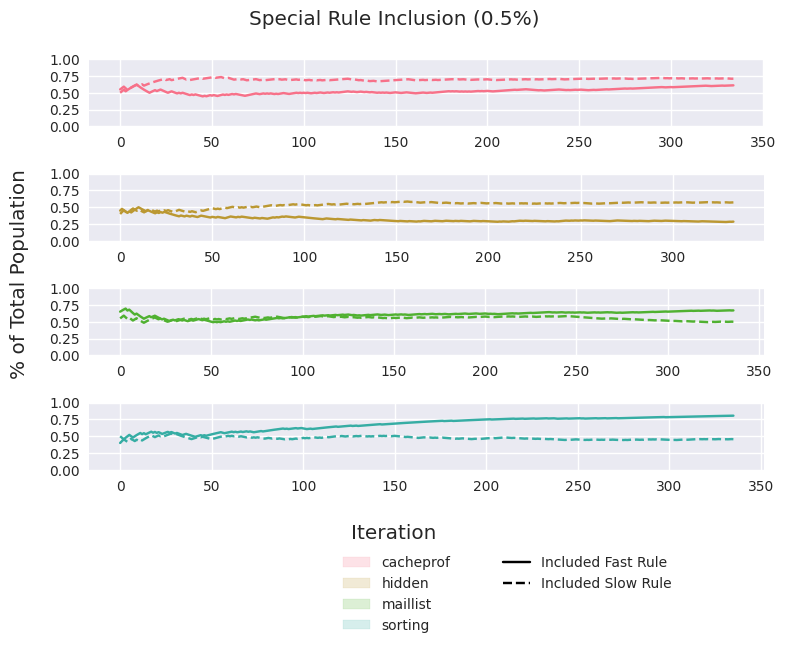 Special Rule Inclusion (0.5%)
% of Total Population
1.00
0.75
0.50
0.25
0.00
0 50 100 150 200 250 300 350
1.00
0.75
0.50
0.25
0.00
0 50 100 150 200 250 300
1.00
0.75
0.50
0.25
0.00
0 50 100 150 200 250 300 350
1.00
0.75
0.50
0.25
0.00
0 50 100 150 200 250 300 350
Iteration
cacheprof
hidden
maillist
sorting
Included Fast Rule
Included Slow Rule